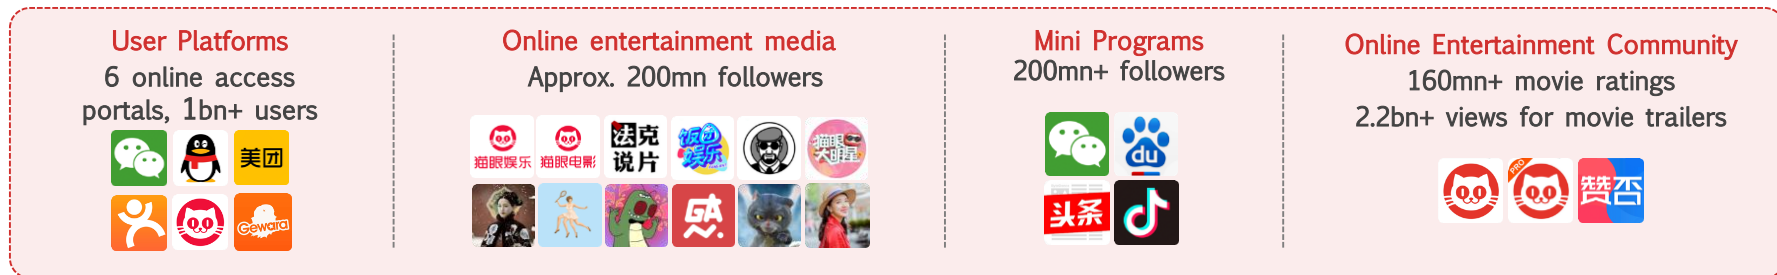 User Platforms
6 online access
portals, 1bn+ users
美团
Gewara
Online entertainment media
Approx. 200mn followers
猫眼娱乐
猫眼电影
法克
说片
饭团
娱乐
猫眼
大明星
Mini Programs
200mn+ followers
du
头条
Online Entertainment Community
160mn+ movie ratings
2.2bn+ views for movie trailers
PRO
赞否